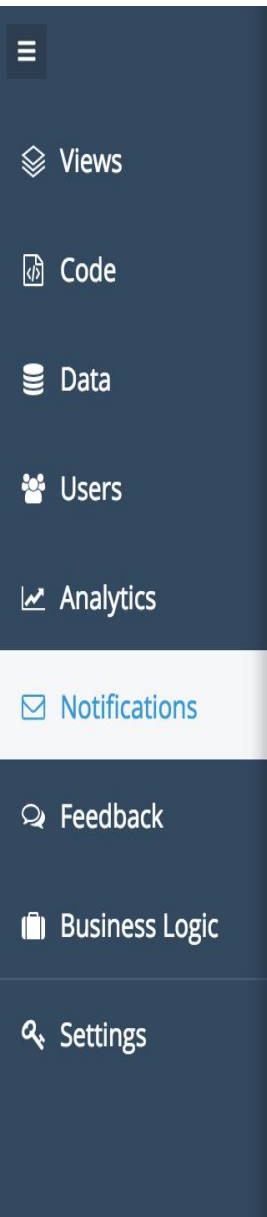 Views
Code
Data
Users
Analytics
Notifications
Feedback
Business Logic
Settings